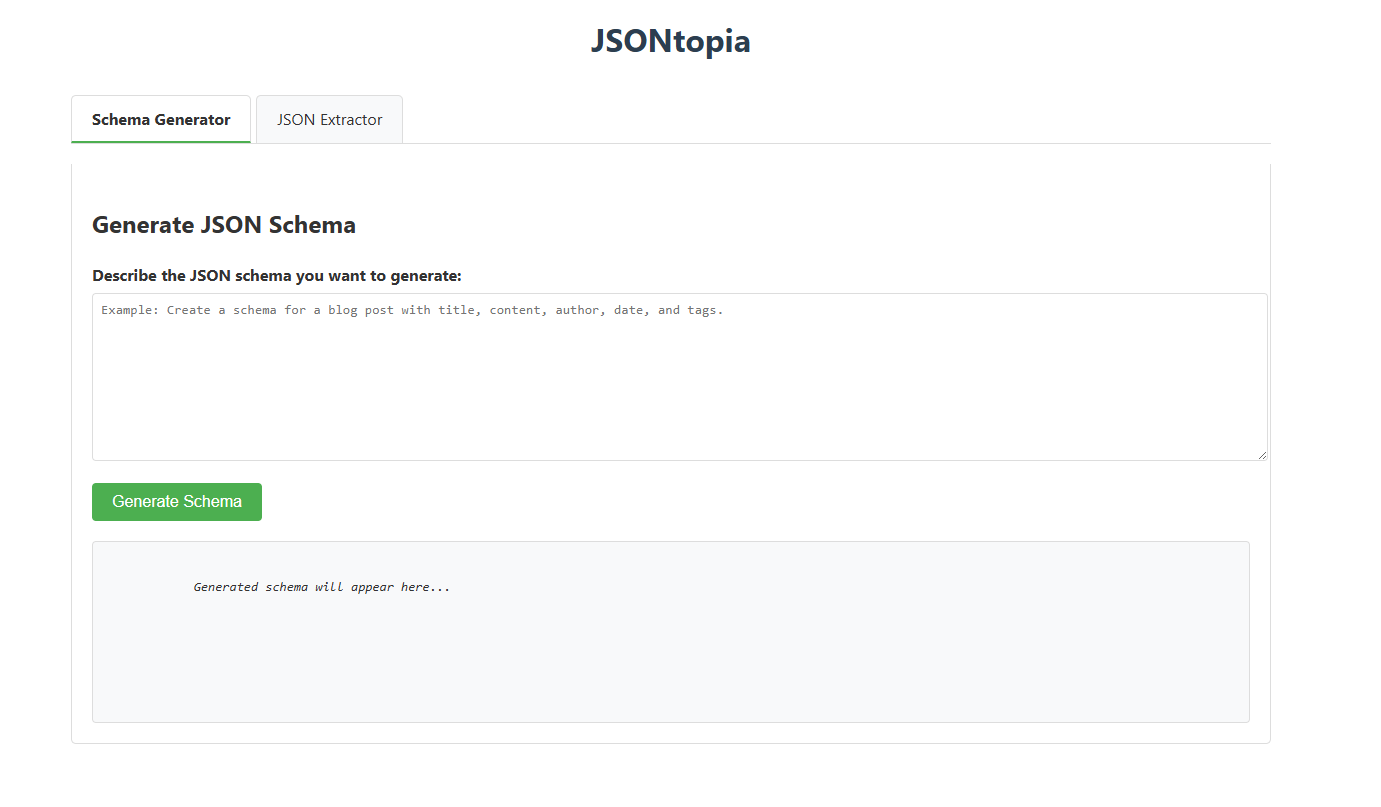 JSONtopia
Schema Generator
JSON Extractor
Generate JSON Schema
Describe the JSON schema you want to generate:
Example: Create a schema for a blog post with title, content, author, date, and tags.
Generate Schema
Generated schema will appear here...